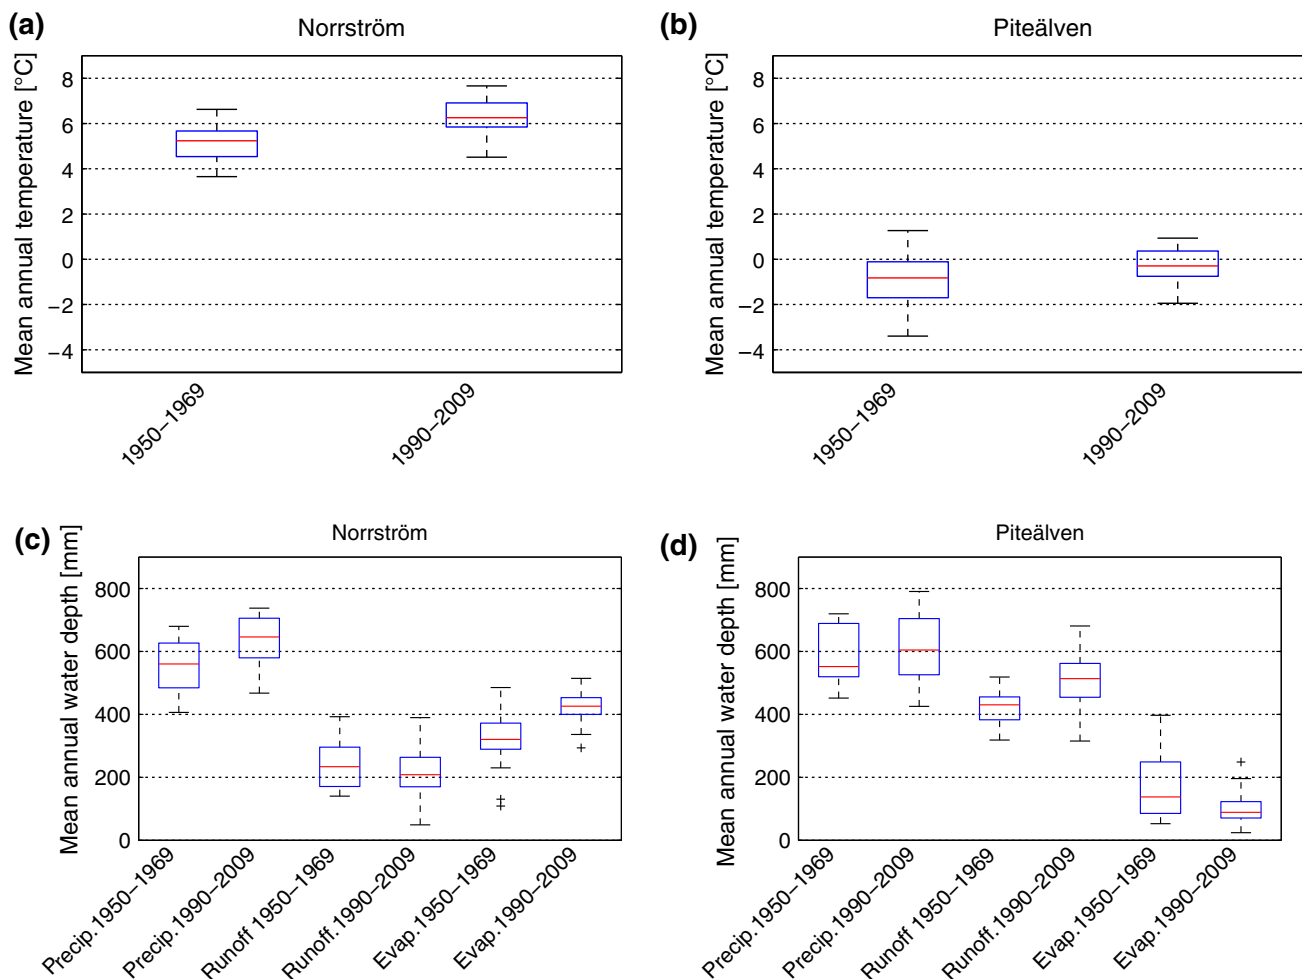 (a)
Norrström
Mean annual temperature [°C]
8
6
4
2
0
−2
−4
1950−1969
1990−2009
(b)
Piteälven
Mean annual temperature [°C]
8
6
4
2
0
−2
−4
1950−1969
1990−2009
(c)
Norrström
Mean annual water depth [mm]
800
600
400
200
0
Precip. 1950−1969
Precip. 1990−2009
Runoff 1950−1969
Runoff. 1990−2009
Evap. 1950−1969
Evap. 1990−2009
(d)
Piteälven
Mean annual water depth [mm]
800
600
400
200
0
Precip. 1950−1969
Precip. 1990−2009
Runoff 1950−1969
Runoff. 1990−2009
Evap. 1950−1969
Evap. 1990−2009